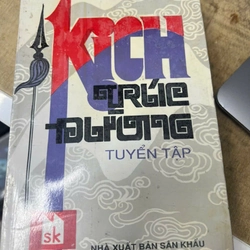 KỊCH
TRÚC
ĐƯỜNG
TUYỂN TẬP
sk
NHÀ XUẤT BẢN SÂN KHẤU